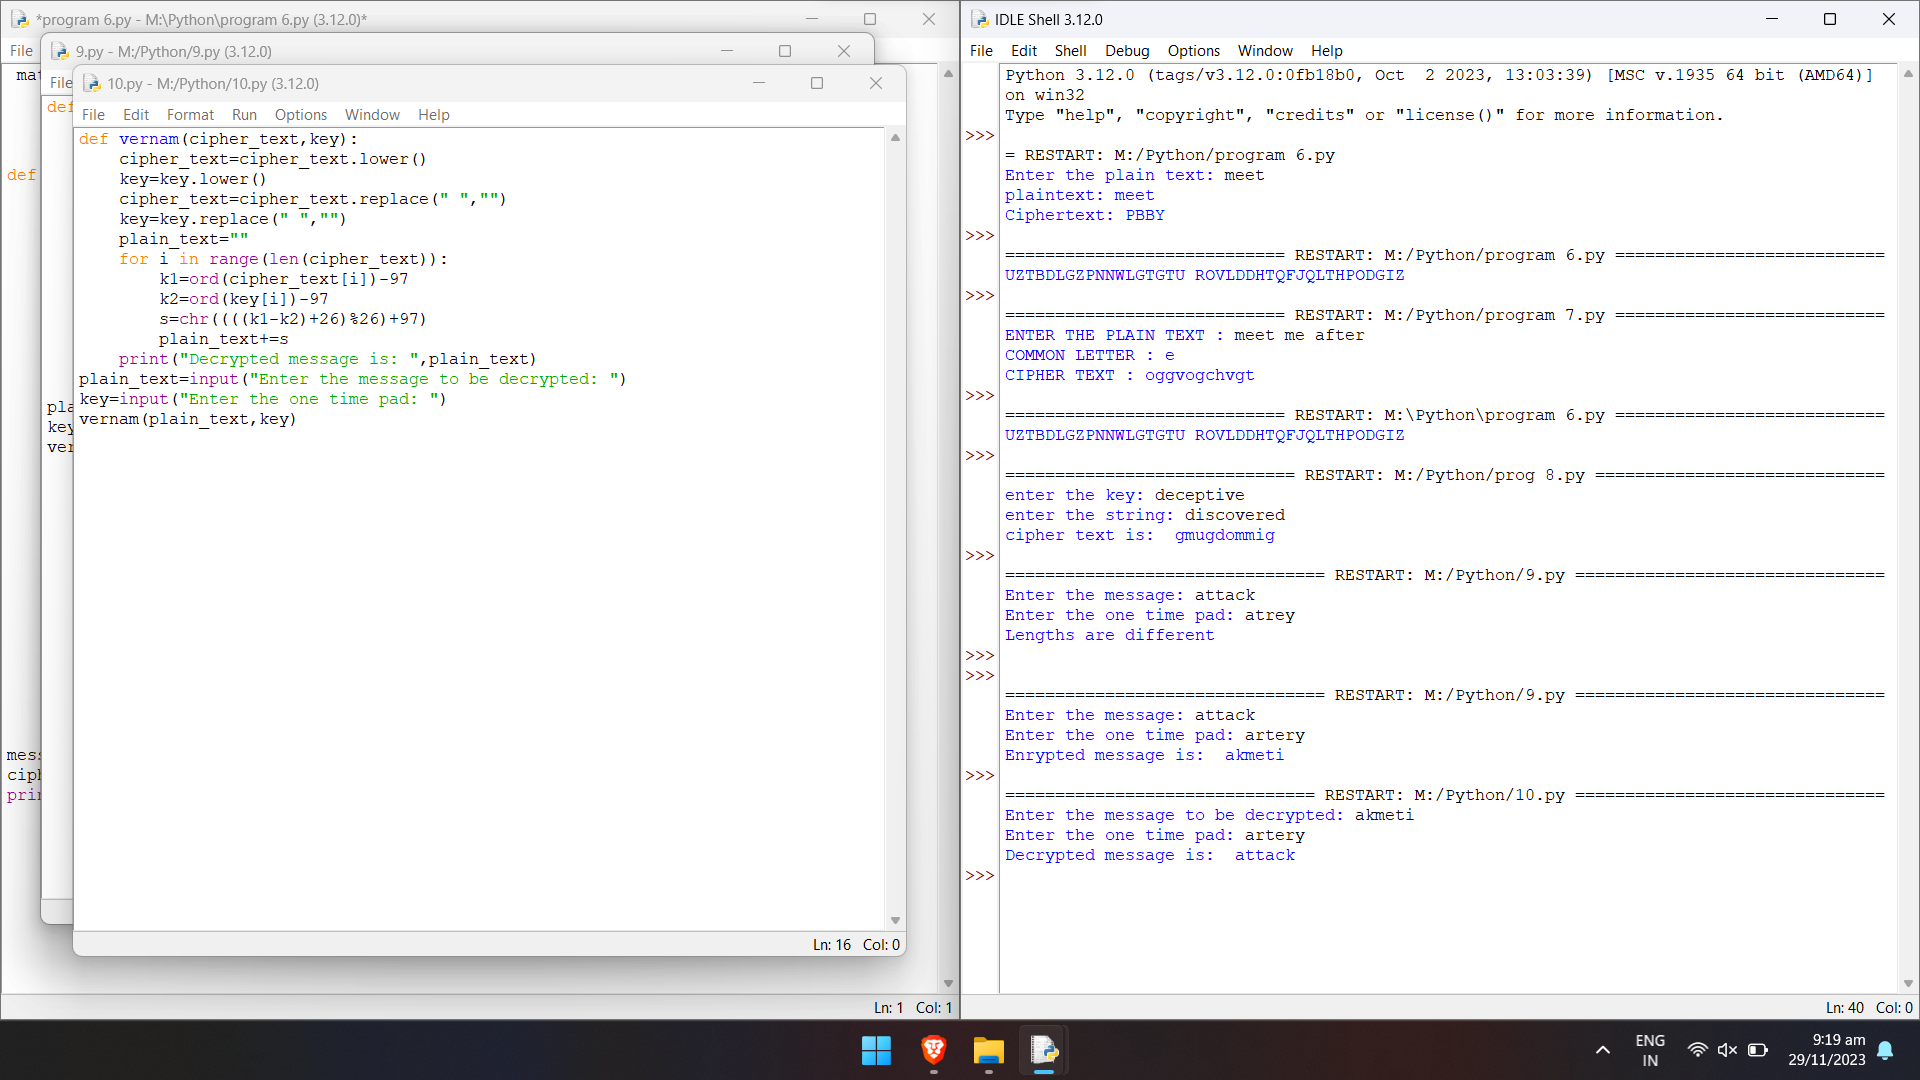 *program 6.py - M:\Python\program 6.py (3.12.0)*
File
9.py - M:/Python/9.py (3.12.0)
File
10.py - M:/Python/10.py (3.12.0)
File Edit Format Run Options Window Help
def vernam(cipher_text,key):
    cipher_text=cipher_text.lower()
    key=key.lower()
    cipher_text=cipher_text.replace(" ","")
    key=key.replace(" ","")
    plain_text=""
    for i in range(len(cipher_text)):
        k1=ord(cipher_text[i])-97
        k2=ord(key[i])-97
        s=chr((((k1-k2)+26)%26)+97)
        plain_text+=s
    print("Decrypted message is: ",plain_text)
plain_text=input("Enter the message to be decrypted: ")
key=input("Enter the one time pad: ")
vernam(plain_text,key)
Ln: 16 Col: 0
def
def
key
Ln: 1 Col: 1
IDLE Shell 3.12.0
File Edit Shell Debug Options Window Help
Python 3.12.0 (tags/v3.12.0:0fb18b0, Oct  2 2023, 13:03:39) [MSC v.1935 64 bit (AMD64)]
on win32
Type "help", "copyright", "credits" or "license()" for more information.
>>>
= RESTART: M:/Python/program 6.py
Enter the plain text: meet
plaintext: meet
Ciphertext: PBBY
>>>
============================ RESTART: M:/Python/program 6.py ===========================
UZTBDLGZPNNWLGTGTU ROVLDDHTQFJQLTHPODGIZ
>>>
============================ RESTART: M:/Python/program 7.py ===========================
ENTER THE PLAIN TEXT : meet me after
COMMON LETTER : e
CIPHER TEXT : oggvogchvgt
>>>
============================ RESTART: M:\Python\program 6.py ===========================
UZTBDLGZPNNWLGTGTU ROVLDDHTQFJQLTHPODGIZ
>>>
============================= RESTART: M:/Python/prog 8.py =============================
enter the key: deceptive
enter the string: discovered
cipher text is:  gmugdommig
>>>
================================ RESTART: M:/Python/9.py ===============================
Enter the message: attack
Enter the one time pad: atrey
Lengths are different
>>>
>>>
================================ RESTART: M:/Python/9.py ===============================
Enter the message: attack
Enter the one time pad: artery
Enrypted message is:  akmeti
>>>
=============================== RESTART: M:/Python/10.py ===============================
Enter the message to be decrypted: akmeti
Enter the one time pad: artery
Decrypted message is:  attack
>>>
Ln: 40 Col: 0
ENG
IN
9:19 am
29/11/2023